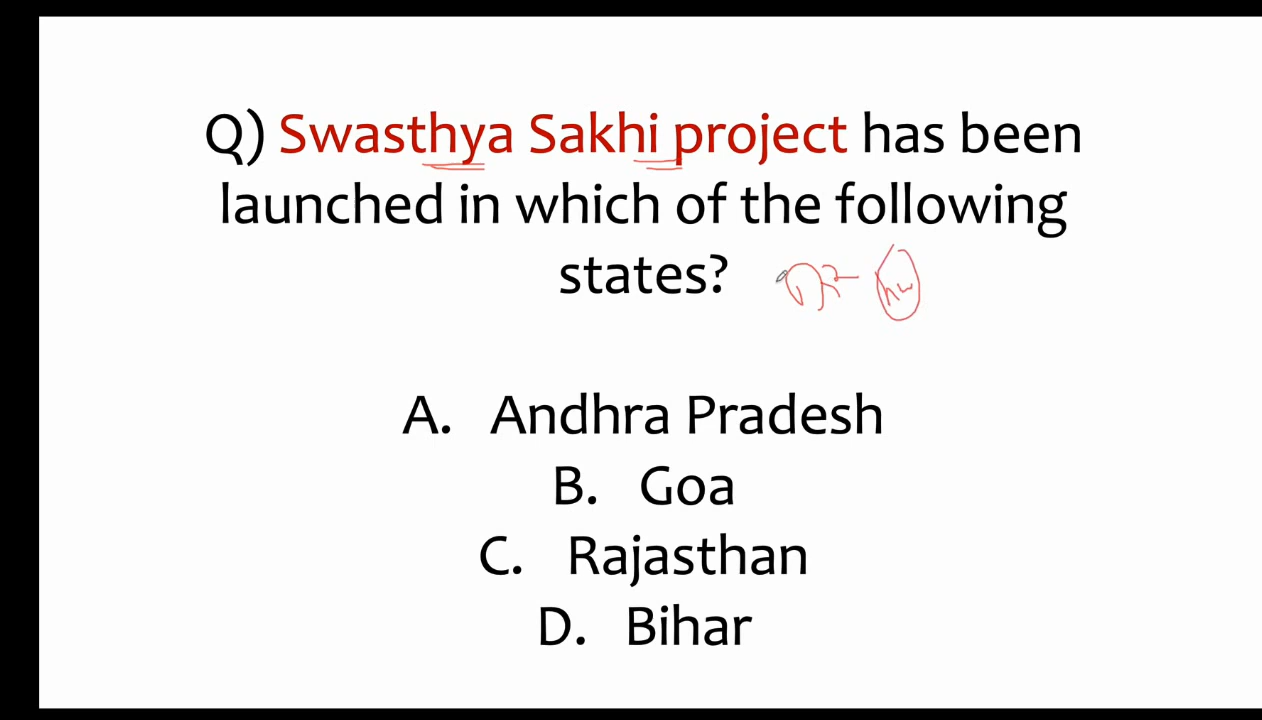 Q) Swasthya Sakhi project has been
launched in which of the following
states?
A. Andhra Pradesh
B. Goa
C. Rajasthan
D. Bihar